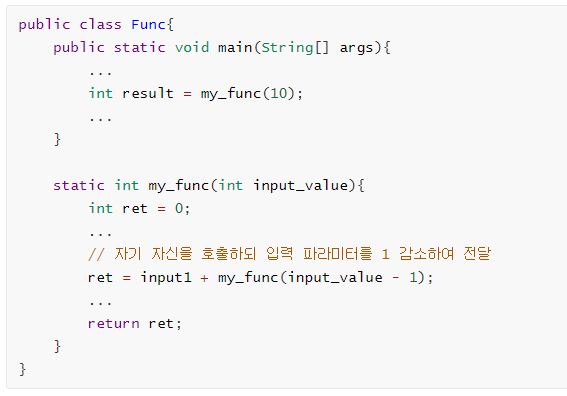 public class Func{
    public static void main(String[] args){
        ...
        int result = my_func(10);
        ...
    }

    static int my_func(int input_value){
        int ret = 0;
        ...
        // 자기 자신을 호출하되 입력 파라미터를 1 감소하여 전달
        ret = input1 + my_func(input_value - 1);
        ...
        return ret;
    }
}